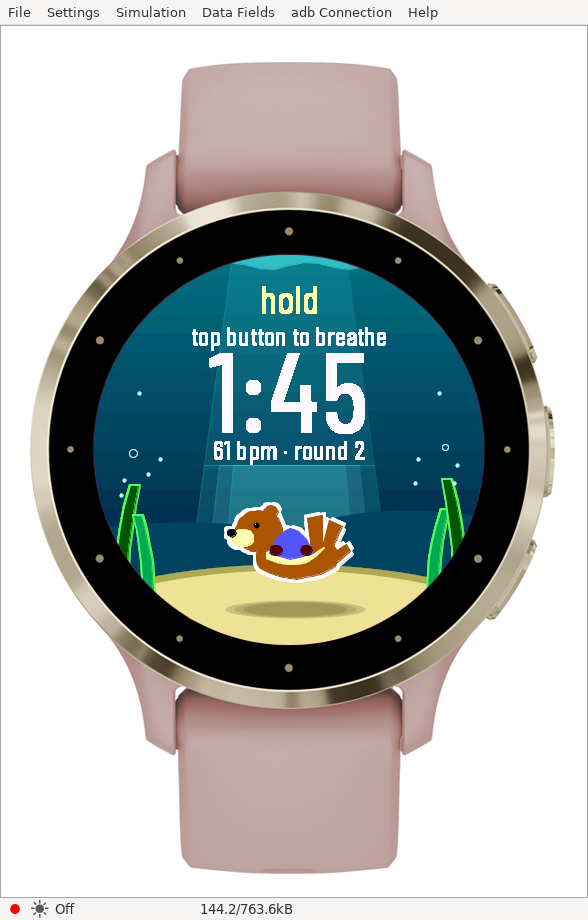 File Settings Simulation Data Fields adb Connection Help
hold
top button to breathe
1:45
61 bpm · round 2
Off 144.2/763.6kB